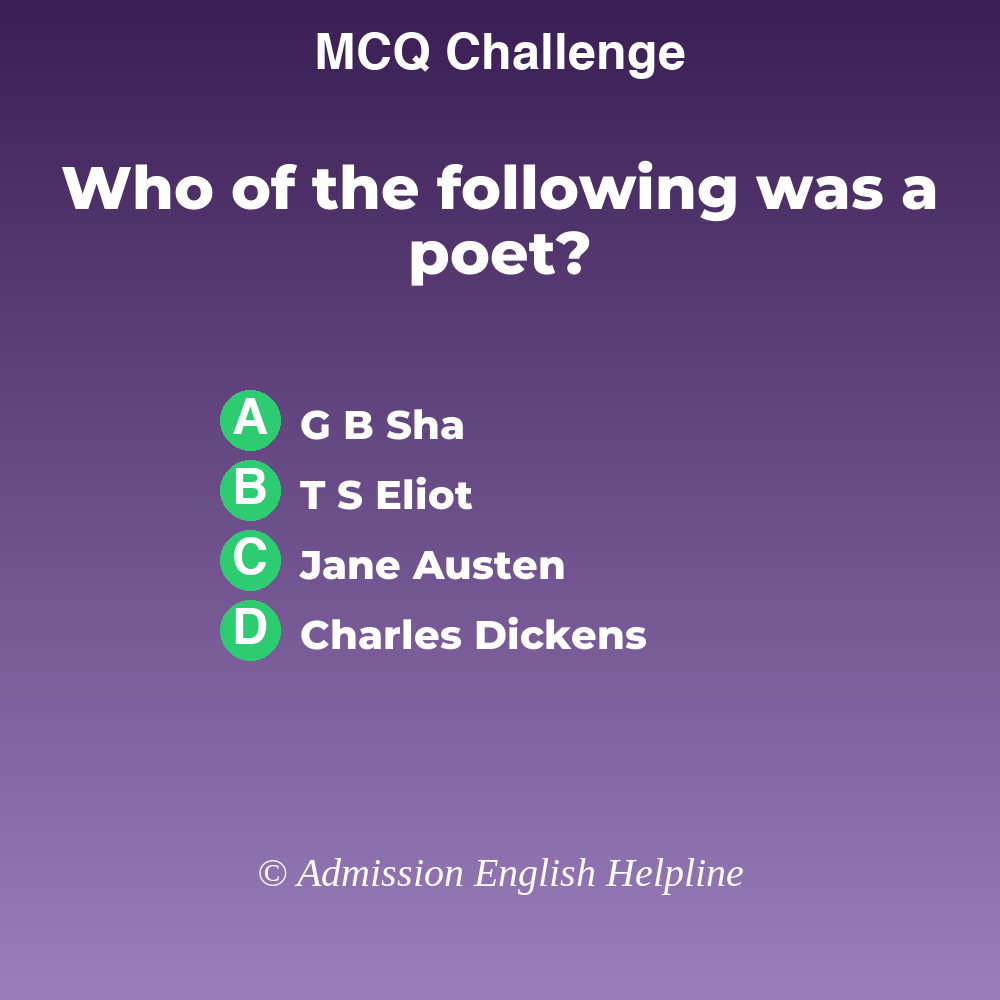 MCQ Challenge
Who of the following was a
poet?
A G B Sha
B T S Eliot
C Jane Austen
D Charles Dickens
© Admission English Helpline